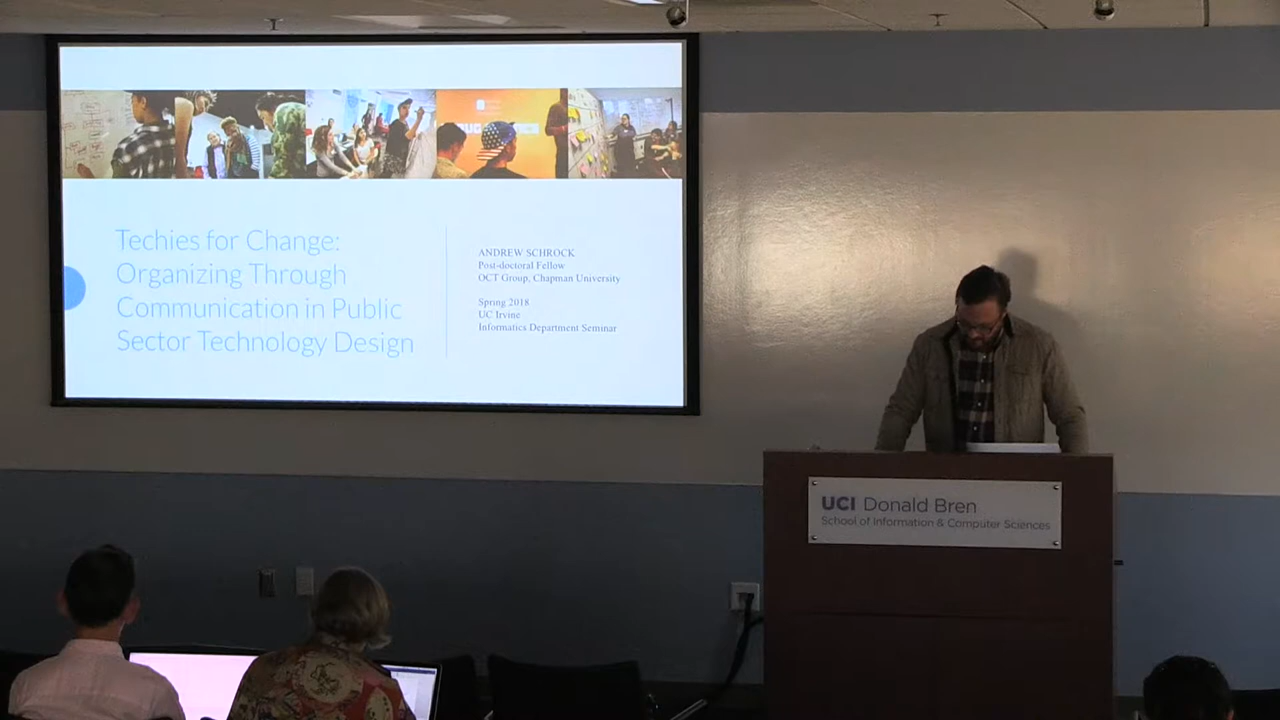 Techies for Change:
Organizing Through
Communication in Public
Sector Technology Design
ANDREW SCHROCK
Post-doctoral Fellow
OCT Group, Chapman University
Spring 2018
UC Irvine
Informatics Department Seminar
UCI Donald Bren
School of Information & Computer Sciences